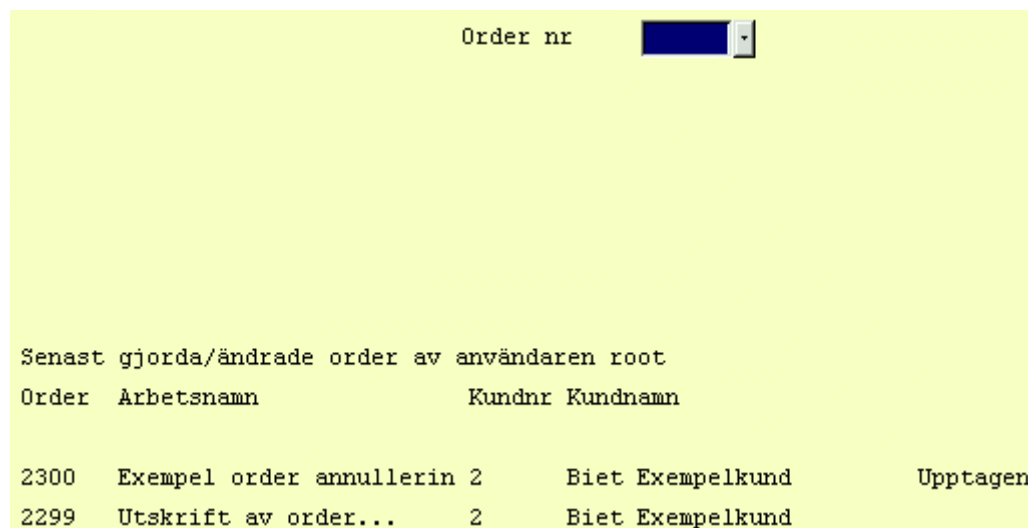 Order nr
Senast gjorda/ändrade order av användaren root
Order Arbetsnamn Kundnr Kundnamn
2300 Exempel order annullerin 2 Biet Exempelkund Upptagen
2299 Utskrift av order... 2 Biet Exempelkund